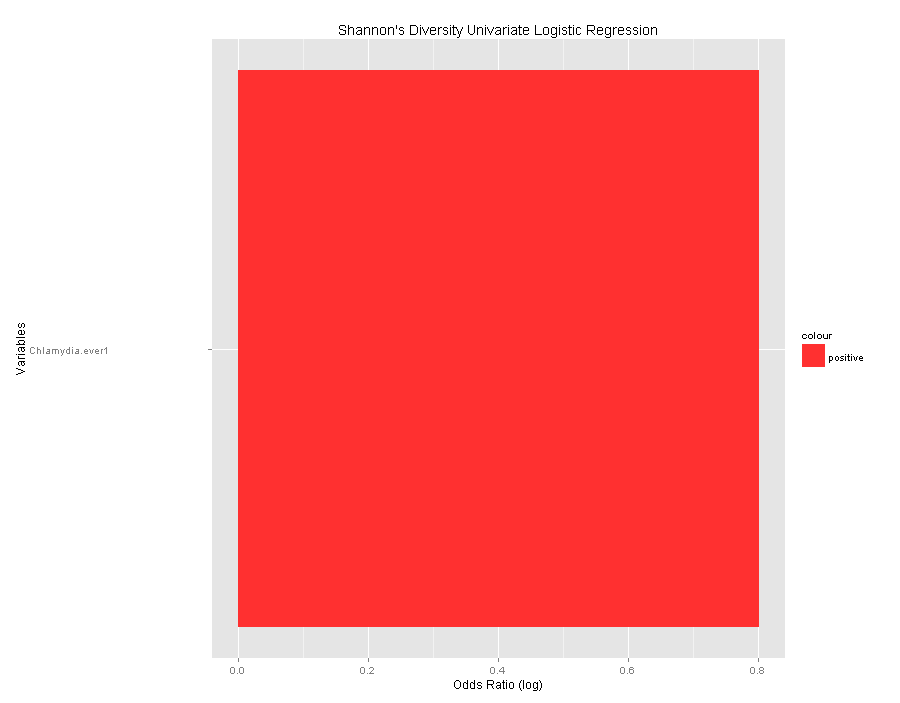 Shannon's Diversity Univariate Logistic Regression
Variables
Chlamydia.ever1
colour
positive
0.0 0.2 0.4 0.6 0.8
Odds Ratio (log)